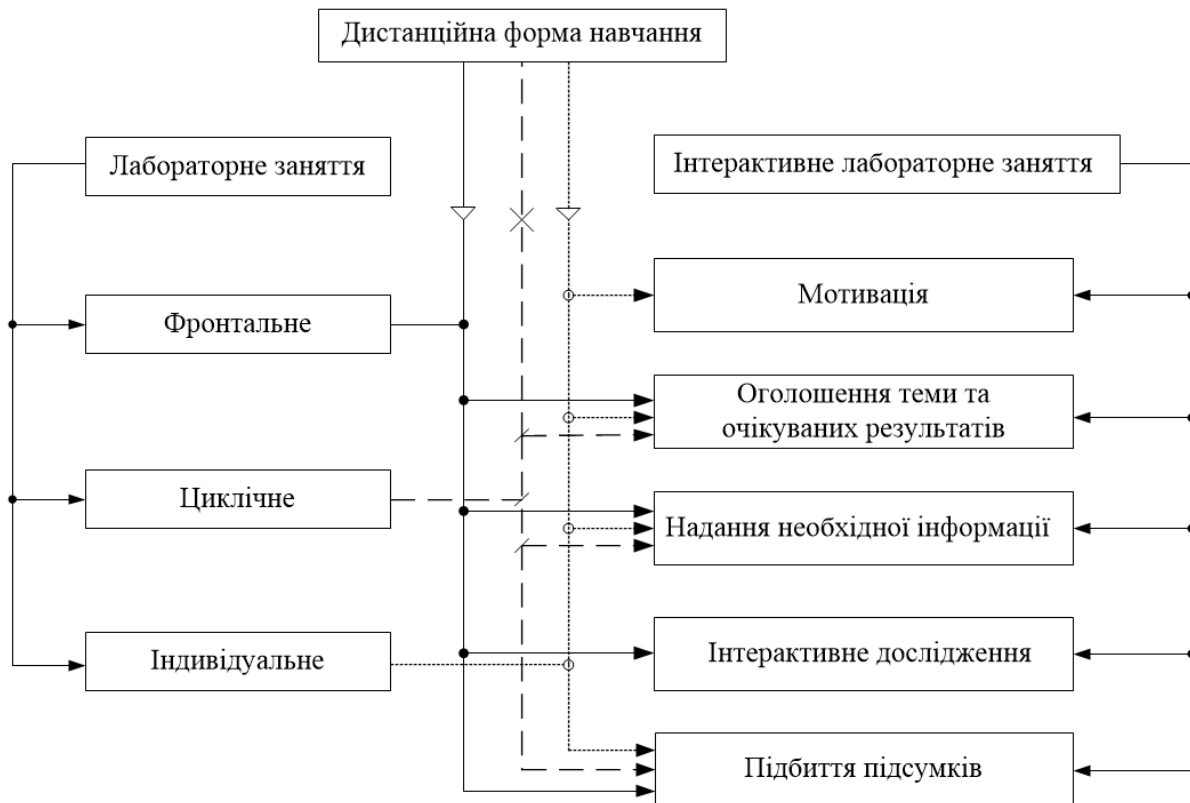 Дистанційна форма навчання
Лабораторне заняття
Інтерактивне лабораторне заняття
Мотивація
Фронтальне
Оголошення теми та
очікуваних результатів
Циклічне
Надання необхідної інформації
Індивідуальне
Інтерактивне дослідження
Підбиття підсумків